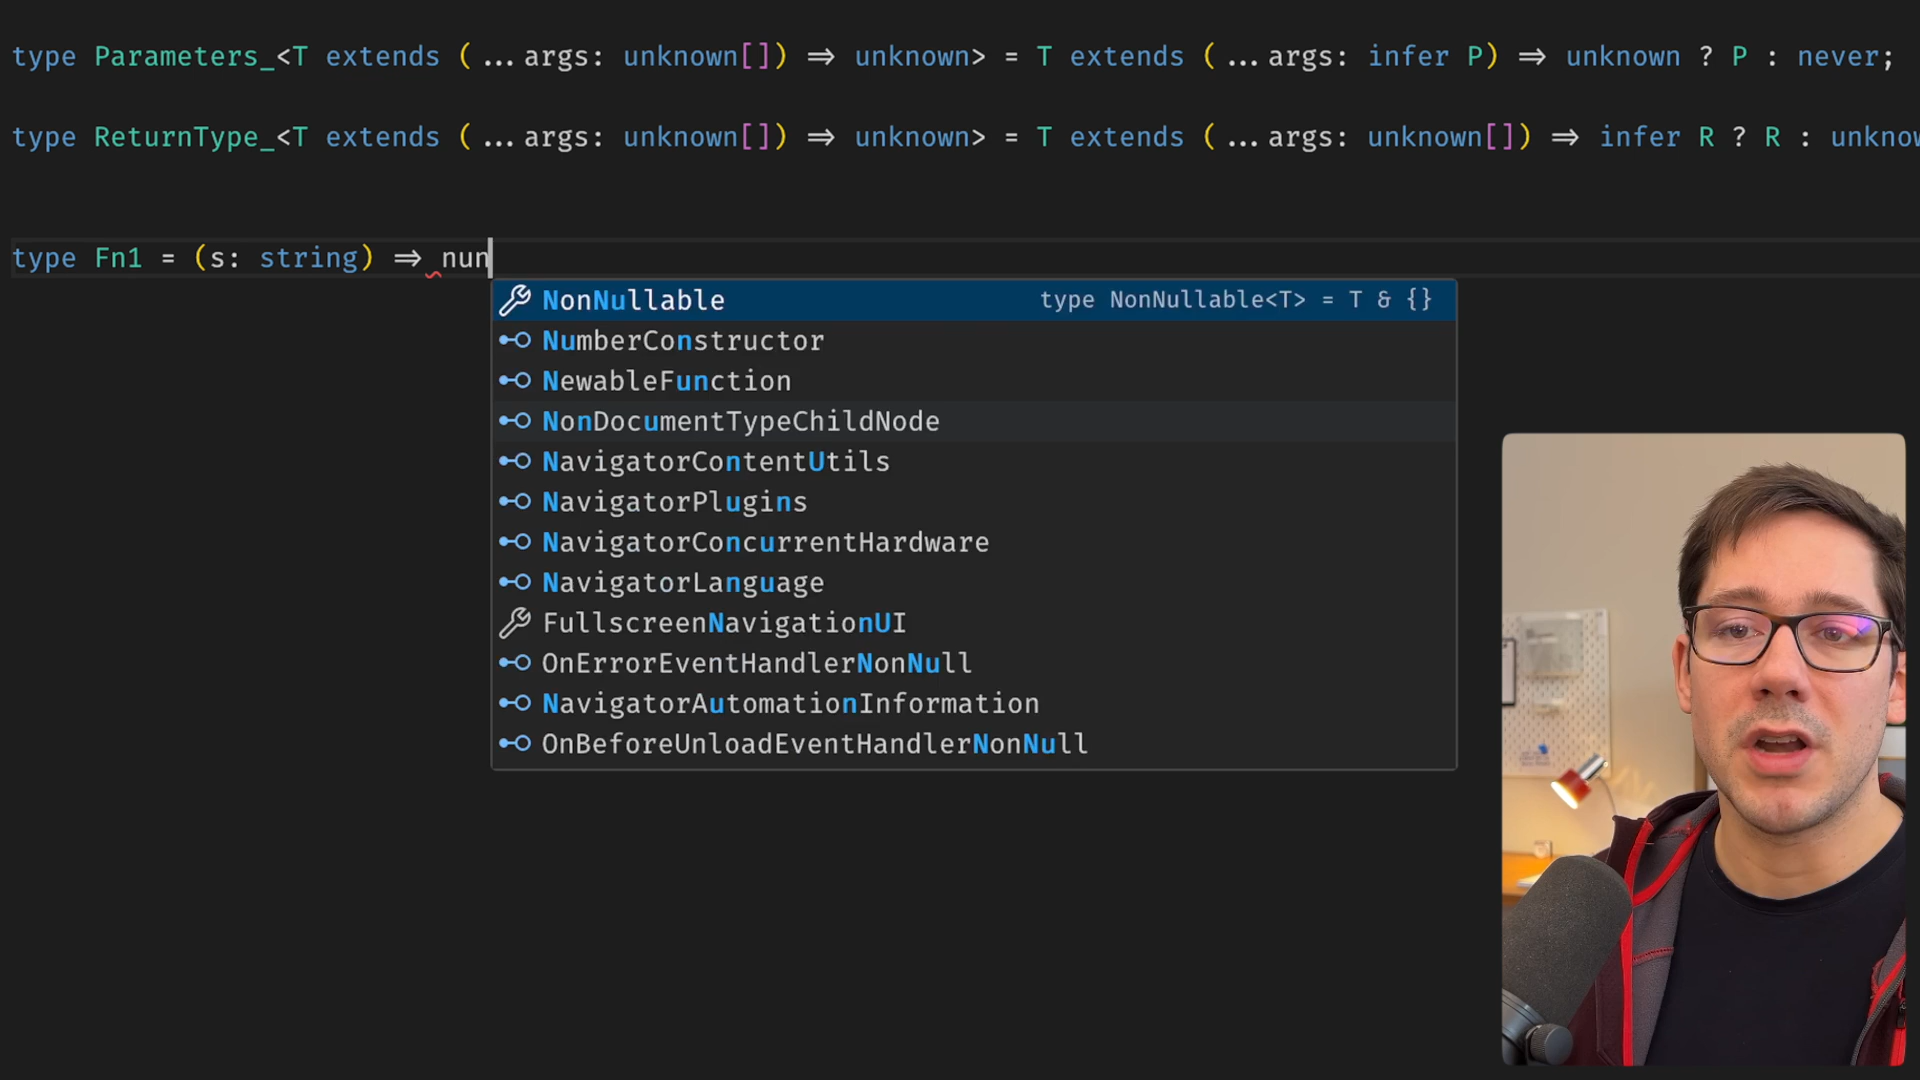 type Parameters_<T extends (...args: unknown[]) => unknown> = T extends (...args: infer P) => unknown ? P : never;
type ReturnType_<T extends (...args: unknown[]) => unknown> = T extends (...args: unknown[]) => infer R ? R : unknow
type Fn1 = (s: string) => nun
NonNullable type NonNullable<T> = T & {}
NumberConstructor
NewableFunction
NonDocumentTypeChildNode
NavigatorContentUtils
NavigatorPlugins
NavigatorConcurrentHardware
NavigatorLanguage
FullscreenNavigationUI
OnErrorEventHandlerNonNull
NavigatorAutomationInformation
OnBeforeUnloadEventHandlerNonNull